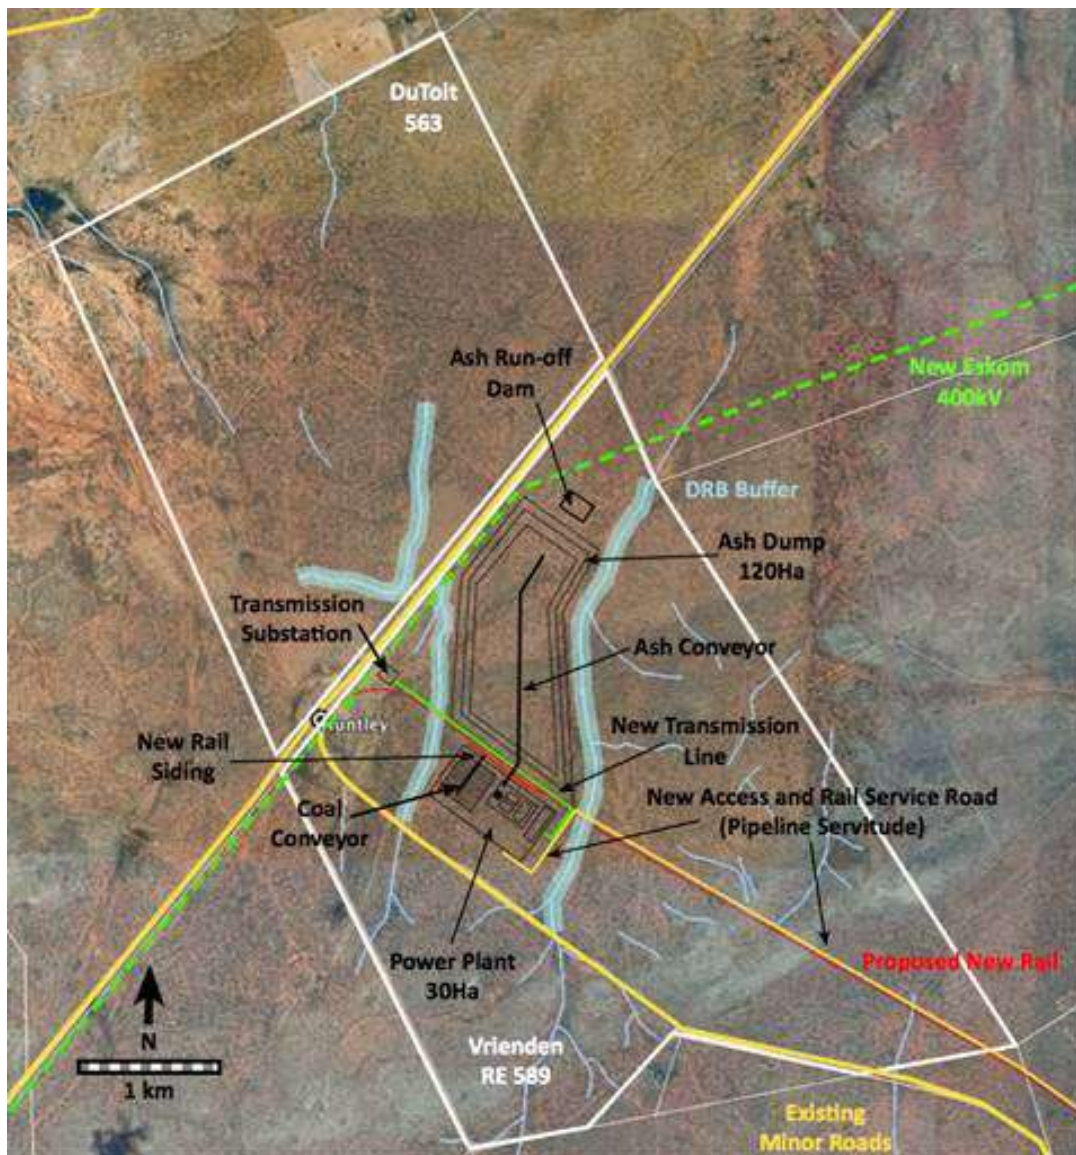 DuToit
563
Ash Run-off
Dam
New Eskom
400kV
DRB Buffer
Ash Dump
120Ha
Transmission
Substation
Ash Conveyor
New Rail
Siding
New Transmission
Line
Coal
Conveyor
New Access and Rail Service Road
(Pipeline Servitude)
Power Plant
30Ha
Proposed New Rail
N
1 km
Vrienden
RE 589
Existing
Minor Roads